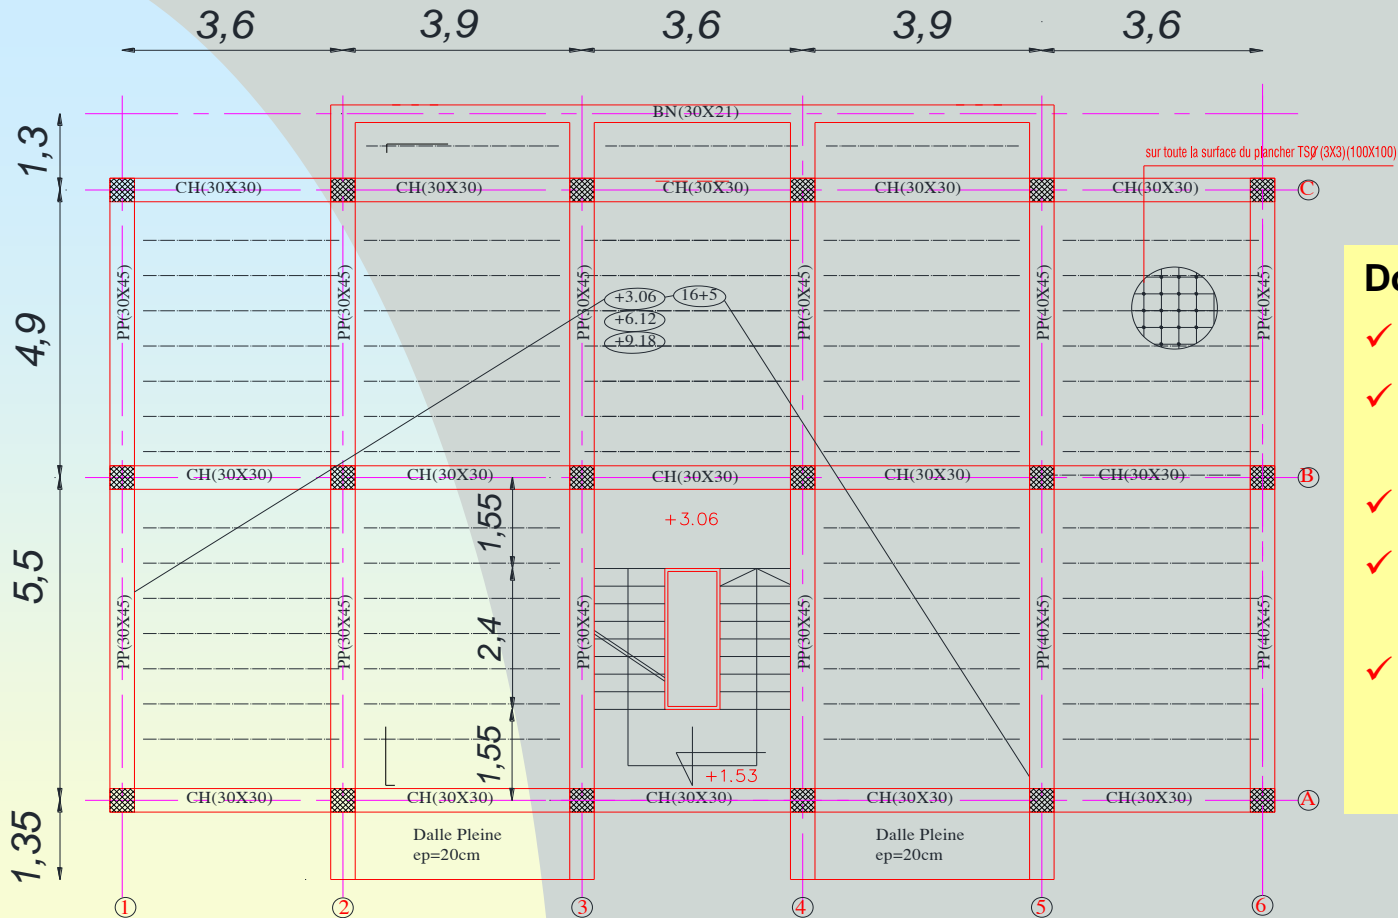 3,6 3,9 3,6 3,9 3,6
BN(30X21)
1,3
sur toute la surface du plancher TSØ (3X3)(100X100)
CH(30X30) CH(30X30) CH(30X30) CH(30X30) CH(30X30) C
PP(30X45) PP(30X45) PP(30X45) PP(30X45) PP(40X45) PP(40X45)
+3.06 16+5
+6.12
+9.18
4,9
CH(30X30) CH(30X30) CH(30X30) CH(30X30) CH(30X30) B
1,55
+3.06
5,5
PP(30X45) PP(30X45) PP(30X45) PP(30X45) PP(40X45) PP(40X45)
2,4
1,55
+1.53
CH(30X30) CH(30X30) CH(30X30) CH(30X30) CH(30X30) A
1,35
Dalle Pleine Dalle Pleine
ep=20cm ep=20cm
1 2 3 4 5 6